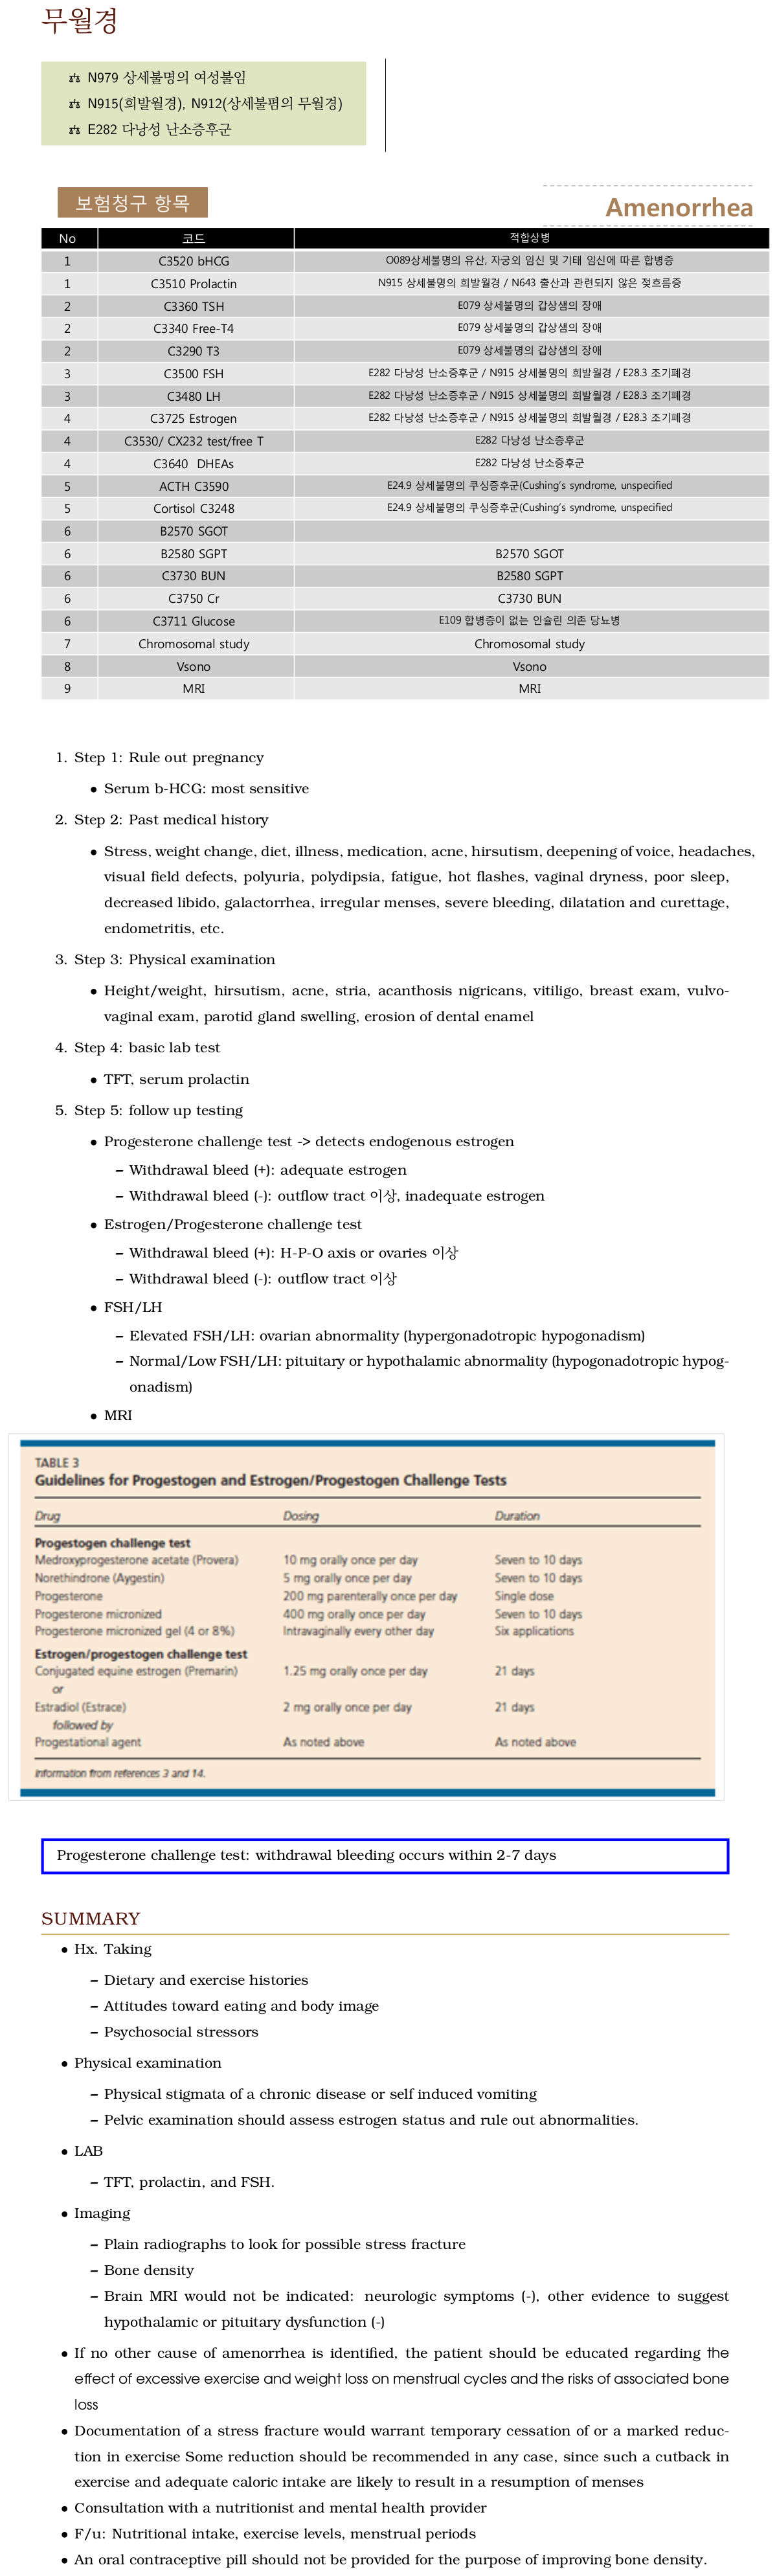 무월경
N979 상세불명의 여성불임
N915(희발월경), N912(상세불폄의 무월경)
E282 다낭성 난소증후군
보험청구 항목
Amenorrhea
No 코드 적합상병
1 C3520 bHCG O089상세불명의 유산, 자궁외 임신 및 기태 임신에 따른 합병증
1 C3510 Prolactin N915 상세불명의 희발월경 / N643 출산과 관련되지 않은 젖흐름증
2 C3360 TSH E079 상세불명의 갑상샘의 장애
2 C3340 Free-T4 E079 상세불명의 갑상샘의 장애
2 C3290 T3 E079 상세불명의 갑상샘의 장애
3 C3500 FSH E282 다낭성 난소증후군 / N915 상세불명의 희발월경 / E28.3 조기폐경
3 C3480 LH E282 다낭성 난소증후군 / N915 상세불명의 희발월경 / E28.3 조기폐경
4 C3725 Estrogen E282 다낭성 난소증후군 / N915 상세불명의 희발월경 / E28.3 조기폐경
4 C3530/ CX232 test/free T E282 다낭성 난소증후군
4 C3640 DHEAs E282 다낭성 난소증후군
5 ACTH C3590 E24.9 상세불명의 쿠싱증후군(Cushing's syndrome, unspecified
5 Cortisol C3248 E24.9 상세불명의 쿠싱증후군(Cushing's syndrome, unspecified
6 B2570 SGOT
6 B2580 SGPT B2570 SGOT
6 C3730 BUN B2580 SGPT
6 C3750 Cr C3730 BUN
6 C3711 Glucose E109 합병증이 없는 인슐린 의존 당뇨병
7 Chromosomal study Chromosomal study
8 Vsono Vsono
9 MRI MRI
1. Step 1: Rule out pregnancy
• Serum b-HCG: most sensitive
2. Step 2: Past medical history
• Stress, weight change, diet, illness, medication, acne, hirsutism, deepening of voice, headaches,
visual field defects, polyuria, polydipsia, fatigue, hot flashes, vaginal dryness, poor sleep,
decreased libido, galactorrhea, irregular menses, severe bleeding, dilatation and curettage,
endometritis, etc.
3. Step 3: Physical examination
• Height/weight, hirsutism, acne, stria, acanthosis nigricans, vitiligo, breast exam, vulvo-
vaginal exam, parotid gland swelling, erosion of dental enamel
4. Step 4: basic lab test
• TFT, serum prolactin
5. Step 5: follow up testing
• Progesterone challenge test -> detects endogenous estrogen
– Withdrawal bleed (+): adequate estrogen
– Withdrawal bleed (-): outflow tract 이상, inadequate estrogen
• Estrogen/Progesterone challenge test
– Withdrawal bleed (+): H-P-O axis or ovaries 이상
– Withdrawal bleed (-): outflow tract 이상
• FSH/LH
– Elevated FSH/LH: ovarian abnormality (hypergonadotropic hypogonadism)
– Normal/Low FSH/LH: pituitary or hypothalamic abnormality (hypogonadotropic hypog-
onadism)
• MRI
TABLE 3
Guidelines for Progestogen and Estrogen/Progestogen Challenge Tests
Drug Dosing Duration
Progestogen challenge test
Medroxyprogesterone acetate (Provera) 10 mg orally once per day Seven to 10 days
Norethindrone (Aygestin) 5 mg orally once per day Seven to 10 days
Progesterone 200 mg parenterally once per day Single dose
Progesterone micronized 400 mg orally once per day Seven to 10 days
Progesterone micronized gel (4 or 8%) Intravaginally every other day Six applications
Estrogen/progestogen challenge test
Conjugated equine estrogen (Premarin) 1.25 mg orally once per day 21 days
or
Estradiol (Estrace) 2 mg orally once per day 21 days
followed by
Progestational agent As noted above As noted above
Information from references 3 and 14.
Progesterone challenge test: withdrawal bleeding occurs within 2-7 days
SUMMARY
• Hx. Taking
– Dietary and exercise histories
– Attitudes toward eating and body image
– Psychosocial stressors
• Physical examination
– Physical stigmata of a chronic disease or self induced vomiting
– Pelvic examination should assess estrogen status and rule out abnormalities.
• LAB
– TFT, prolactin, and FSH.
• Imaging
– Plain radiographs to look for possible stress fracture
– Bone density
– Brain MRI would not be indicated: neurologic symptoms (-), other evidence to suggest
hypothalamic or pituitary dysfunction (-)
• If no other cause of amenorrhea is identified, the patient should be educated regarding the
effect of excessive exercise and weight loss on menstrual cycles and the risks of associated bone
loss
• Documentation of a stress fracture would warrant temporary cessation of or a marked reduc-
tion in exercise Some reduction should be recommended in any case, since such a cutback in
exercise and adequate caloric intake are likely to result in a resumption of menses
• Consultation with a nutritionist and mental health provider
• F/u: Nutritional intake, exercise levels, menstrual periods
• An oral contraceptive pill should not be provided for the purpose of improving bone density.